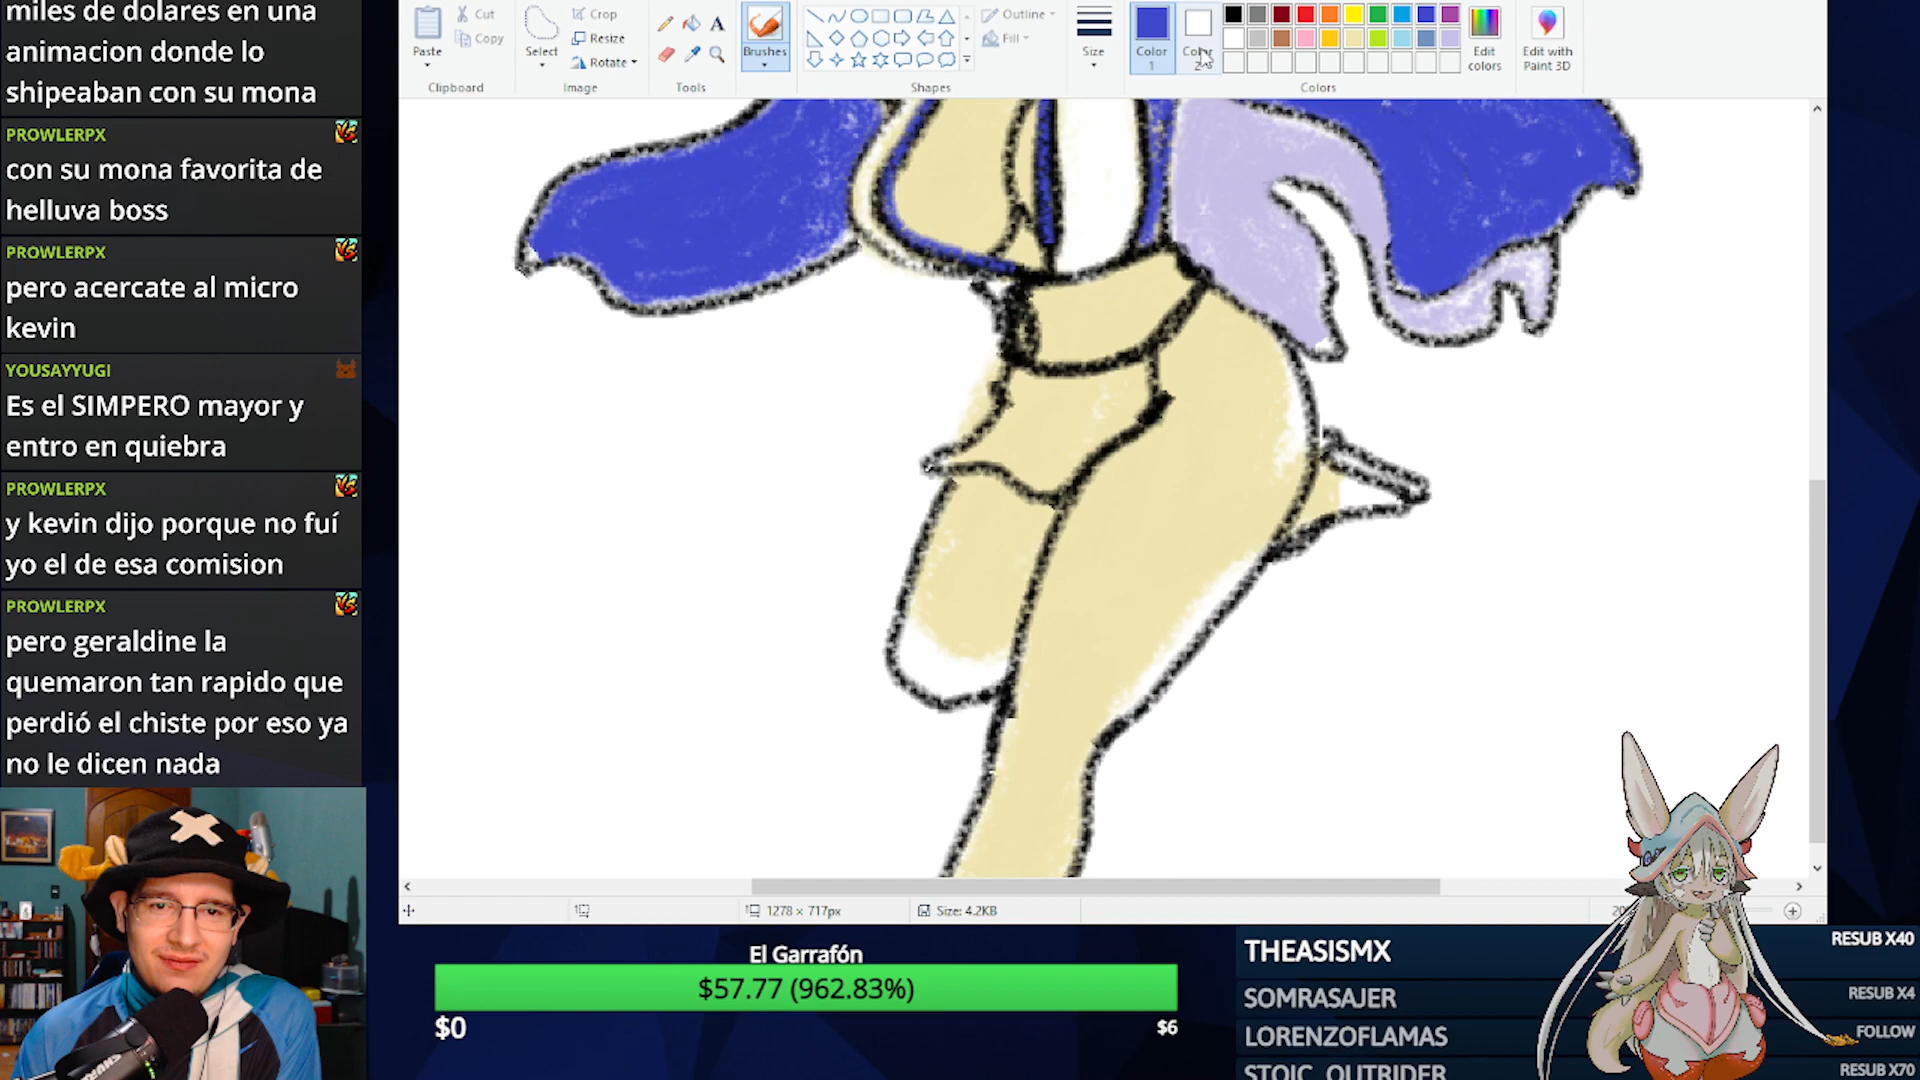 miles de dolares en una
animacion donde lo
shipeaban con su mona
PROWLERPX
con su mona favorita de
helluva boss
PROWLERPX
pero acercate al micro
kevin
YOUSAYYUGI
Es el SIMPERO mayor y
entro en quiebra
PROWLERPX
y kevin dijo porque no fuí
yo el de esa comision
PROWLERPX
pero geraldine la
quemaron tan rapido que
perdió el chiste por eso ya
no le dicen nada
Paste
Cut
Copy
Clipboard
Select
Crop
Resize
Rotate
Image
A
Tools
Brushes
Outline
Fill
Shapes
Size
Color
1
Color
2
Edit
colors
Colors
Edit with
Paint 3D
1278 × 717px
Size: 4.2KB
El Garrafón
$57.77 (962.83%)
$0
$6
THEASISMX
RESUB X40
SOMRASAJER
RESUB X4
LORENZOFLAMAS
FOLLOW
STOIC_OUTRIDER
RESUB X70